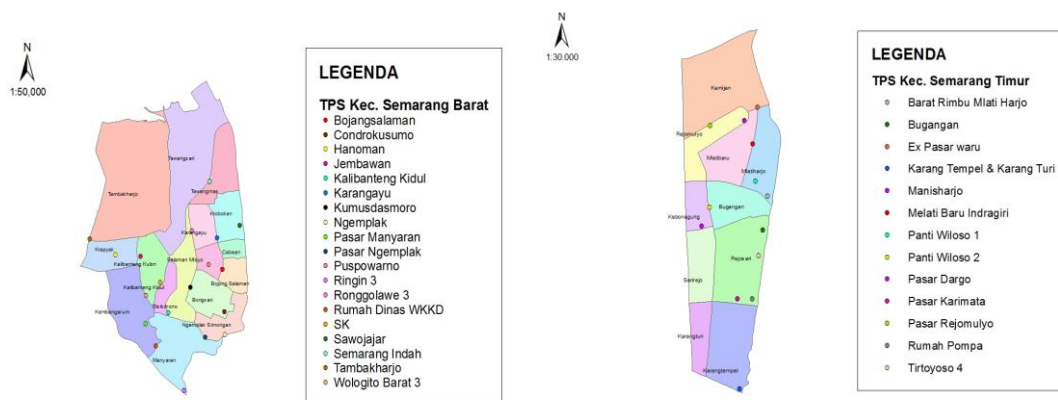 N
1:50,000
LEGENDA
TPS Kec. Semarang Barat
Bojangsalaman
Condrokusumo
Hanoman
Jembawan
Kalibanteng Kidul
Karangayu
Kumusdasmoro
Ngemplak
Pasar Manyaran
Pasar Ngemplak
Puspowarno
Ringin 3
Ronggolawe 3
Rumah Dinas WKKD
SK
Sawojajar
Semarang Indah
Tambakharjo
Wologito Barat 3
Tawangsari
Tambakharjo
Tawangmas
Krobokan
Karangayu
Krapyak
Cabean
Kalibanteng Kulon
Salaman Mloyo
Bojong Salaman
Kalibanteng Kidul
Kembangarum
Bongsari
Ngemplak Simongan
Manyaran
N
1:30.000
LEGENDA
TPS Kec. Semarang Timur
Barat Rimbu Mlati Harjo
Bugangan
Ex Pasar waru
Karang Tempel & Karang Turi
Manisharjo
Melati Baru Indragiri
Panti Wiloso 1
Panti Wiloso 2
Pasar Dargo
Pasar Karimata
Pasar Rejomulyo
Rumah Pompa
Tirtoyoso 4
Kemijen
Rejomulyo
Mlatibaru
Mlatiharjo
Kebonagung
Bugangan
Sarirejo
Rejosari
Karangturi
Karangtempel